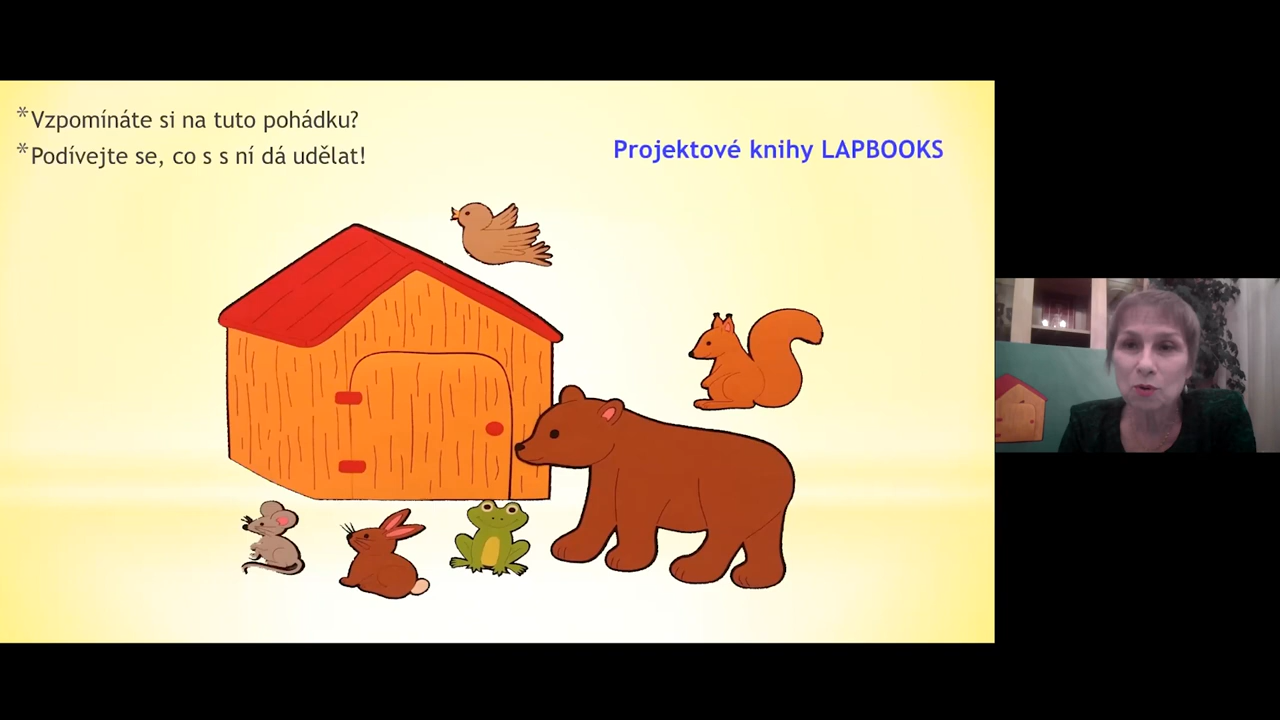 *Vzpomínáte si na tuto pohádku?
*Podívejte se, co s s ní dá udělat!
Projektové knihy LAPBOOKS